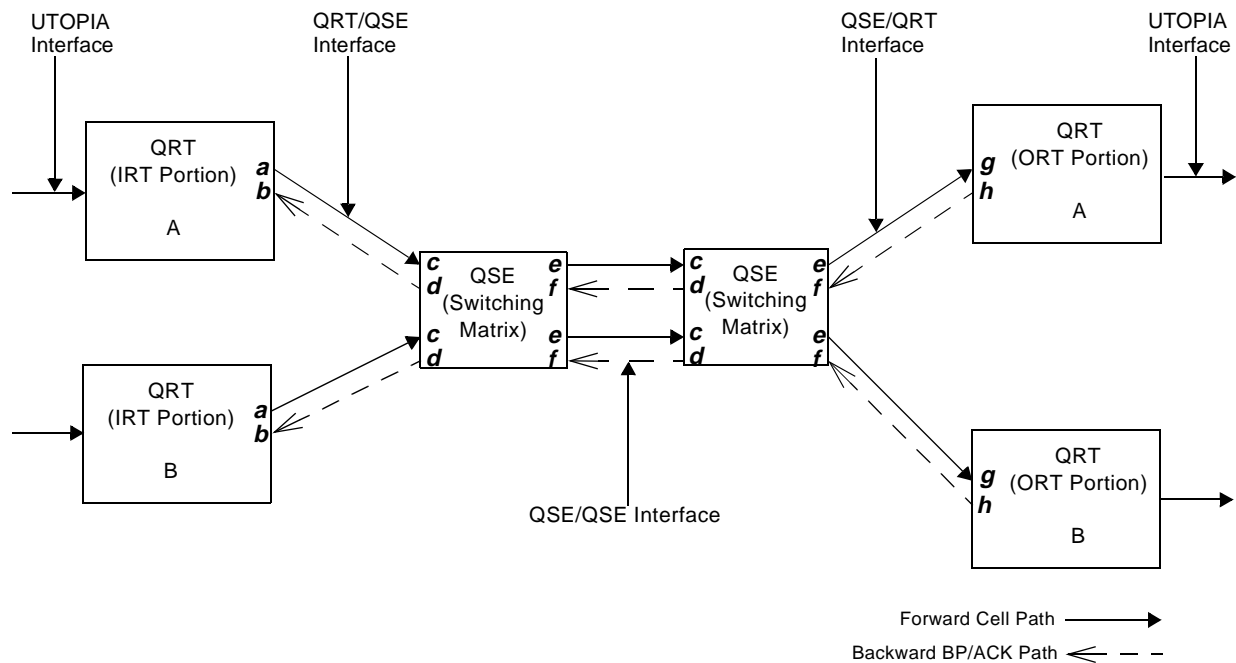 UTOPIA
Interface
QRT/QSE
Interface
QSE/QRT
Interface
UTOPIA
Interface
QRT
(IRT Portion)
A
a
b
QRT
(ORT Portion)
A
g
h
c
d
c
d
QSE
(Switching
Matrix)
e
f
e
f
c
d
c
d
QSE
(Switching
Matrix)
e
f
e
f
QRT
(IRT Portion)
B
a
b
QRT
(ORT Portion)
B
g
h
QSE/QSE Interface
Forward Cell Path
Backward BP/ACK Path